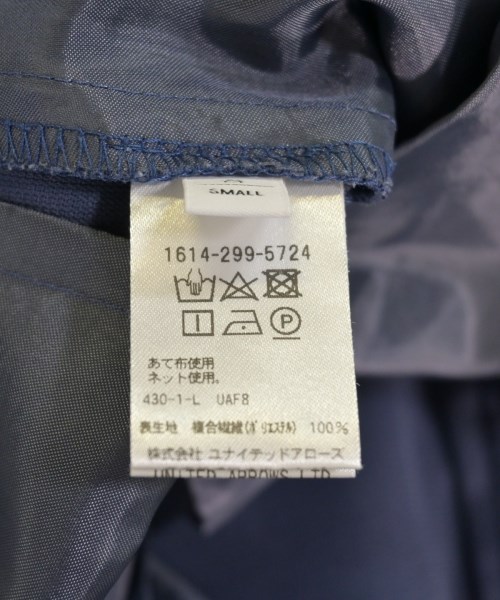 SMALL
1614-299-5724
P
あて布使用
ネット使用。
430-1-L UAF8
表生地 複合繊維(ポリエステル) 100%
株式会社 ユナイテッドアローズ
UNITED ARROWS LTD.